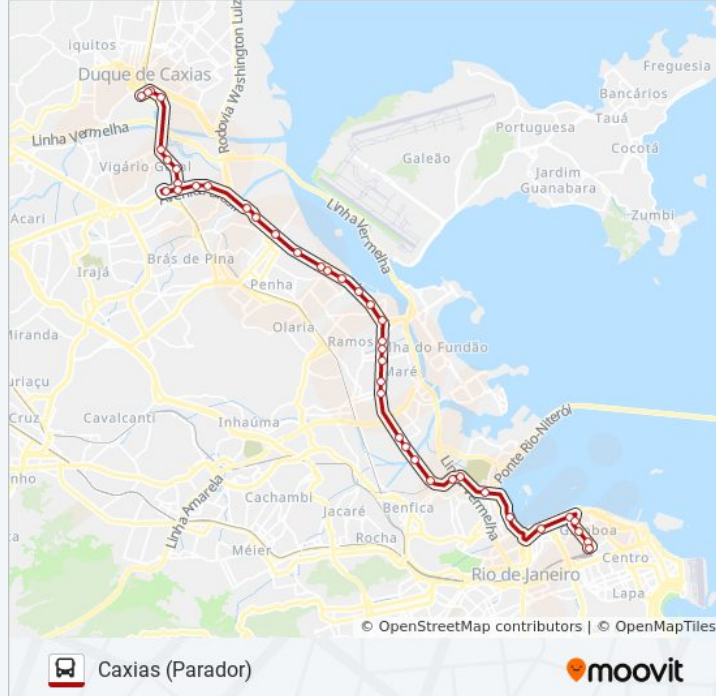 iquitos
Duque de Caxias
Rodovia Washington Luiz
Freguesia
Bancários
Tauá
Portuguesa
Cocotá
Linha Vermelha
Galeão
Jardim
Guanabara
Vigário Geral
Zumbi
Linha Vermelha
Acari
Brás de Pina
Irajá
Penha
Olaria
Miranda
Ramos
Ilha do Fundão
uriaçu
Maré
Cruz
Cavalcanti
Inhaúma
Ponte Rio-Niterói
nho
Linha Amarela
Cachambi
Jacaré
Benfica
Linha Vermelha
Rocha
Méier
Gamboa
Centro
Rio de Janeiro
Lapa
© OpenStreetMap contributors | © OpenMapTiles
Caxias (Parador)
moovit